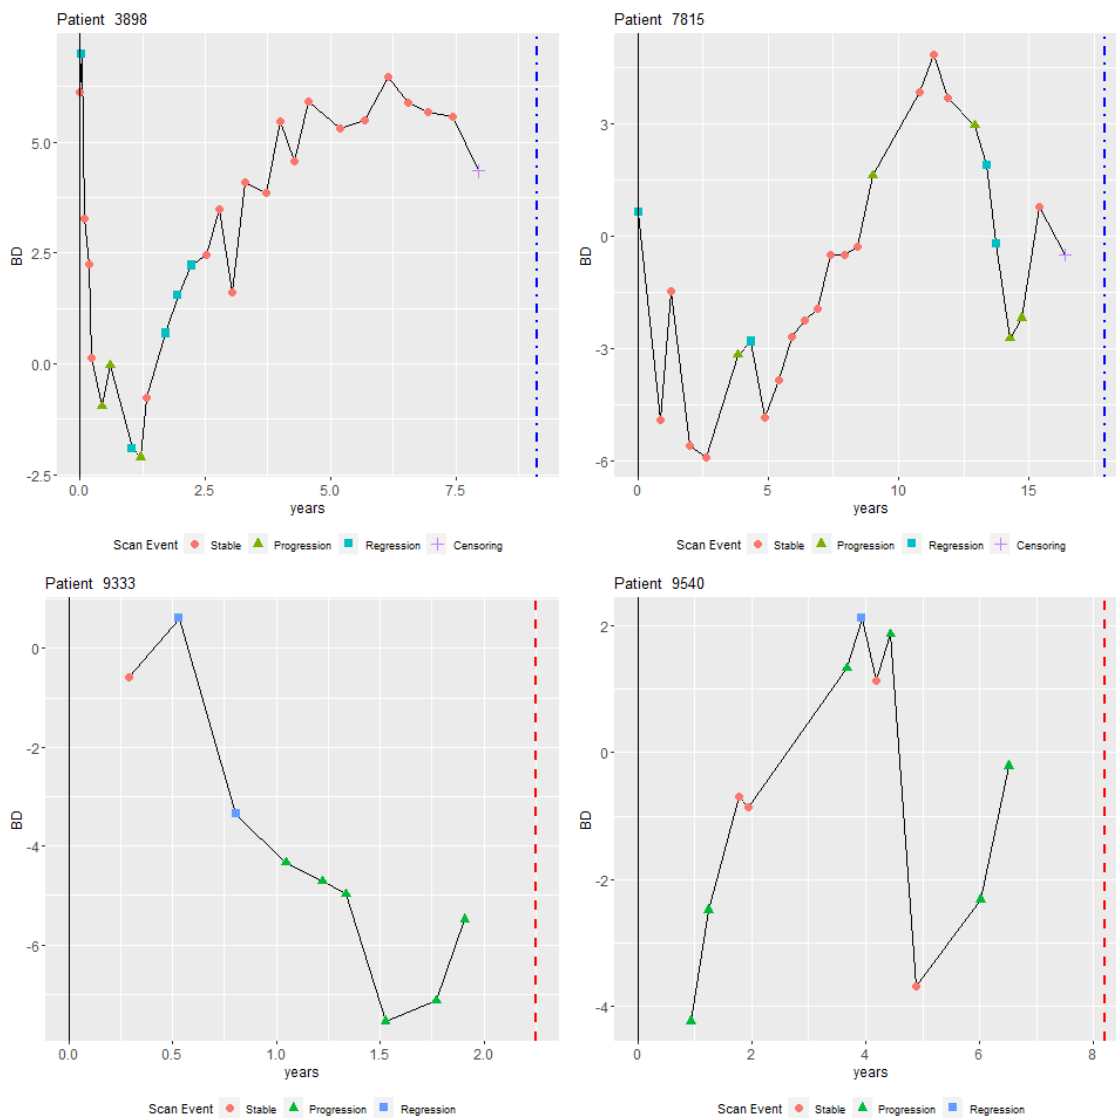 Patient 3898
BD
5.0
2.5
0.0
-2.5
0.0 2.5 5.0 7.5
years
Scan Event Stable Progression Regression Censoring
Patient 7815
BD
3
0
-3
-6
0 5 10 15
years
Scan Event Stable Progression Regression Censoring
Patient 9333
BD
0
-2
-4
-6
0.0 0.5 1.0 1.5 2.0
years
Scan Event Stable Progression Regression
Patient 9540
BD
2
0
-2
-4
0 2 4 6 8
years
Scan Event Stable Progression Regression